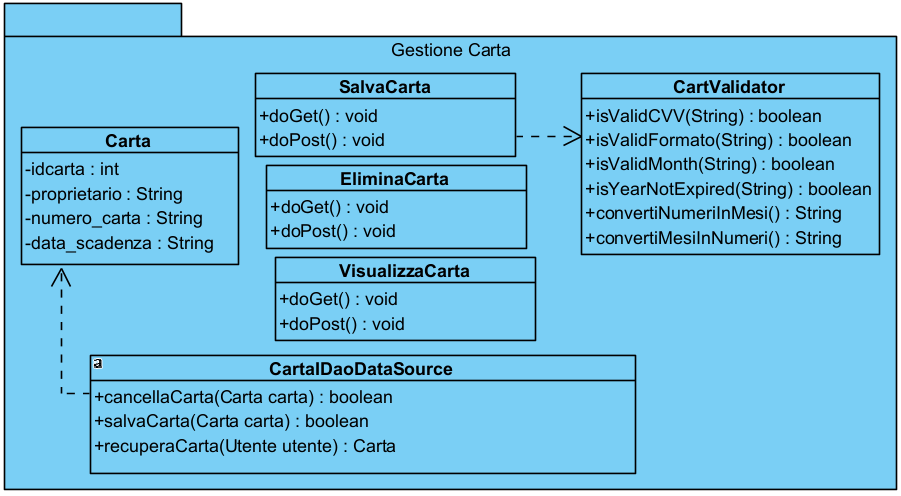 Gestione Carta
SalvaCarta
+doGet() : void
+doPost() : void
CartValidator
+isValidCVV(String) : boolean
+isValidFormato(String) : boolean
+isValidMonth(String) : boolean
+isYearNotExpired(String) : boolean
+convertiNumeriInMesi() : String
+convertiMesiInNumeri() : String
Carta
-idcarta : int
-proprietario : String
-numero_carta : String
-data_scadenza : String
EliminaCarta
+doGet() : void
+doPost() : void
VisualizzaCarta
+doGet() : void
+doPost() : void
a
CartaIDaoDataSource
+cancellaCarta(Carta carta) : boolean
+salvaCarta(Carta carta) : boolean
+recuperaCarta(Utente utente) : Carta